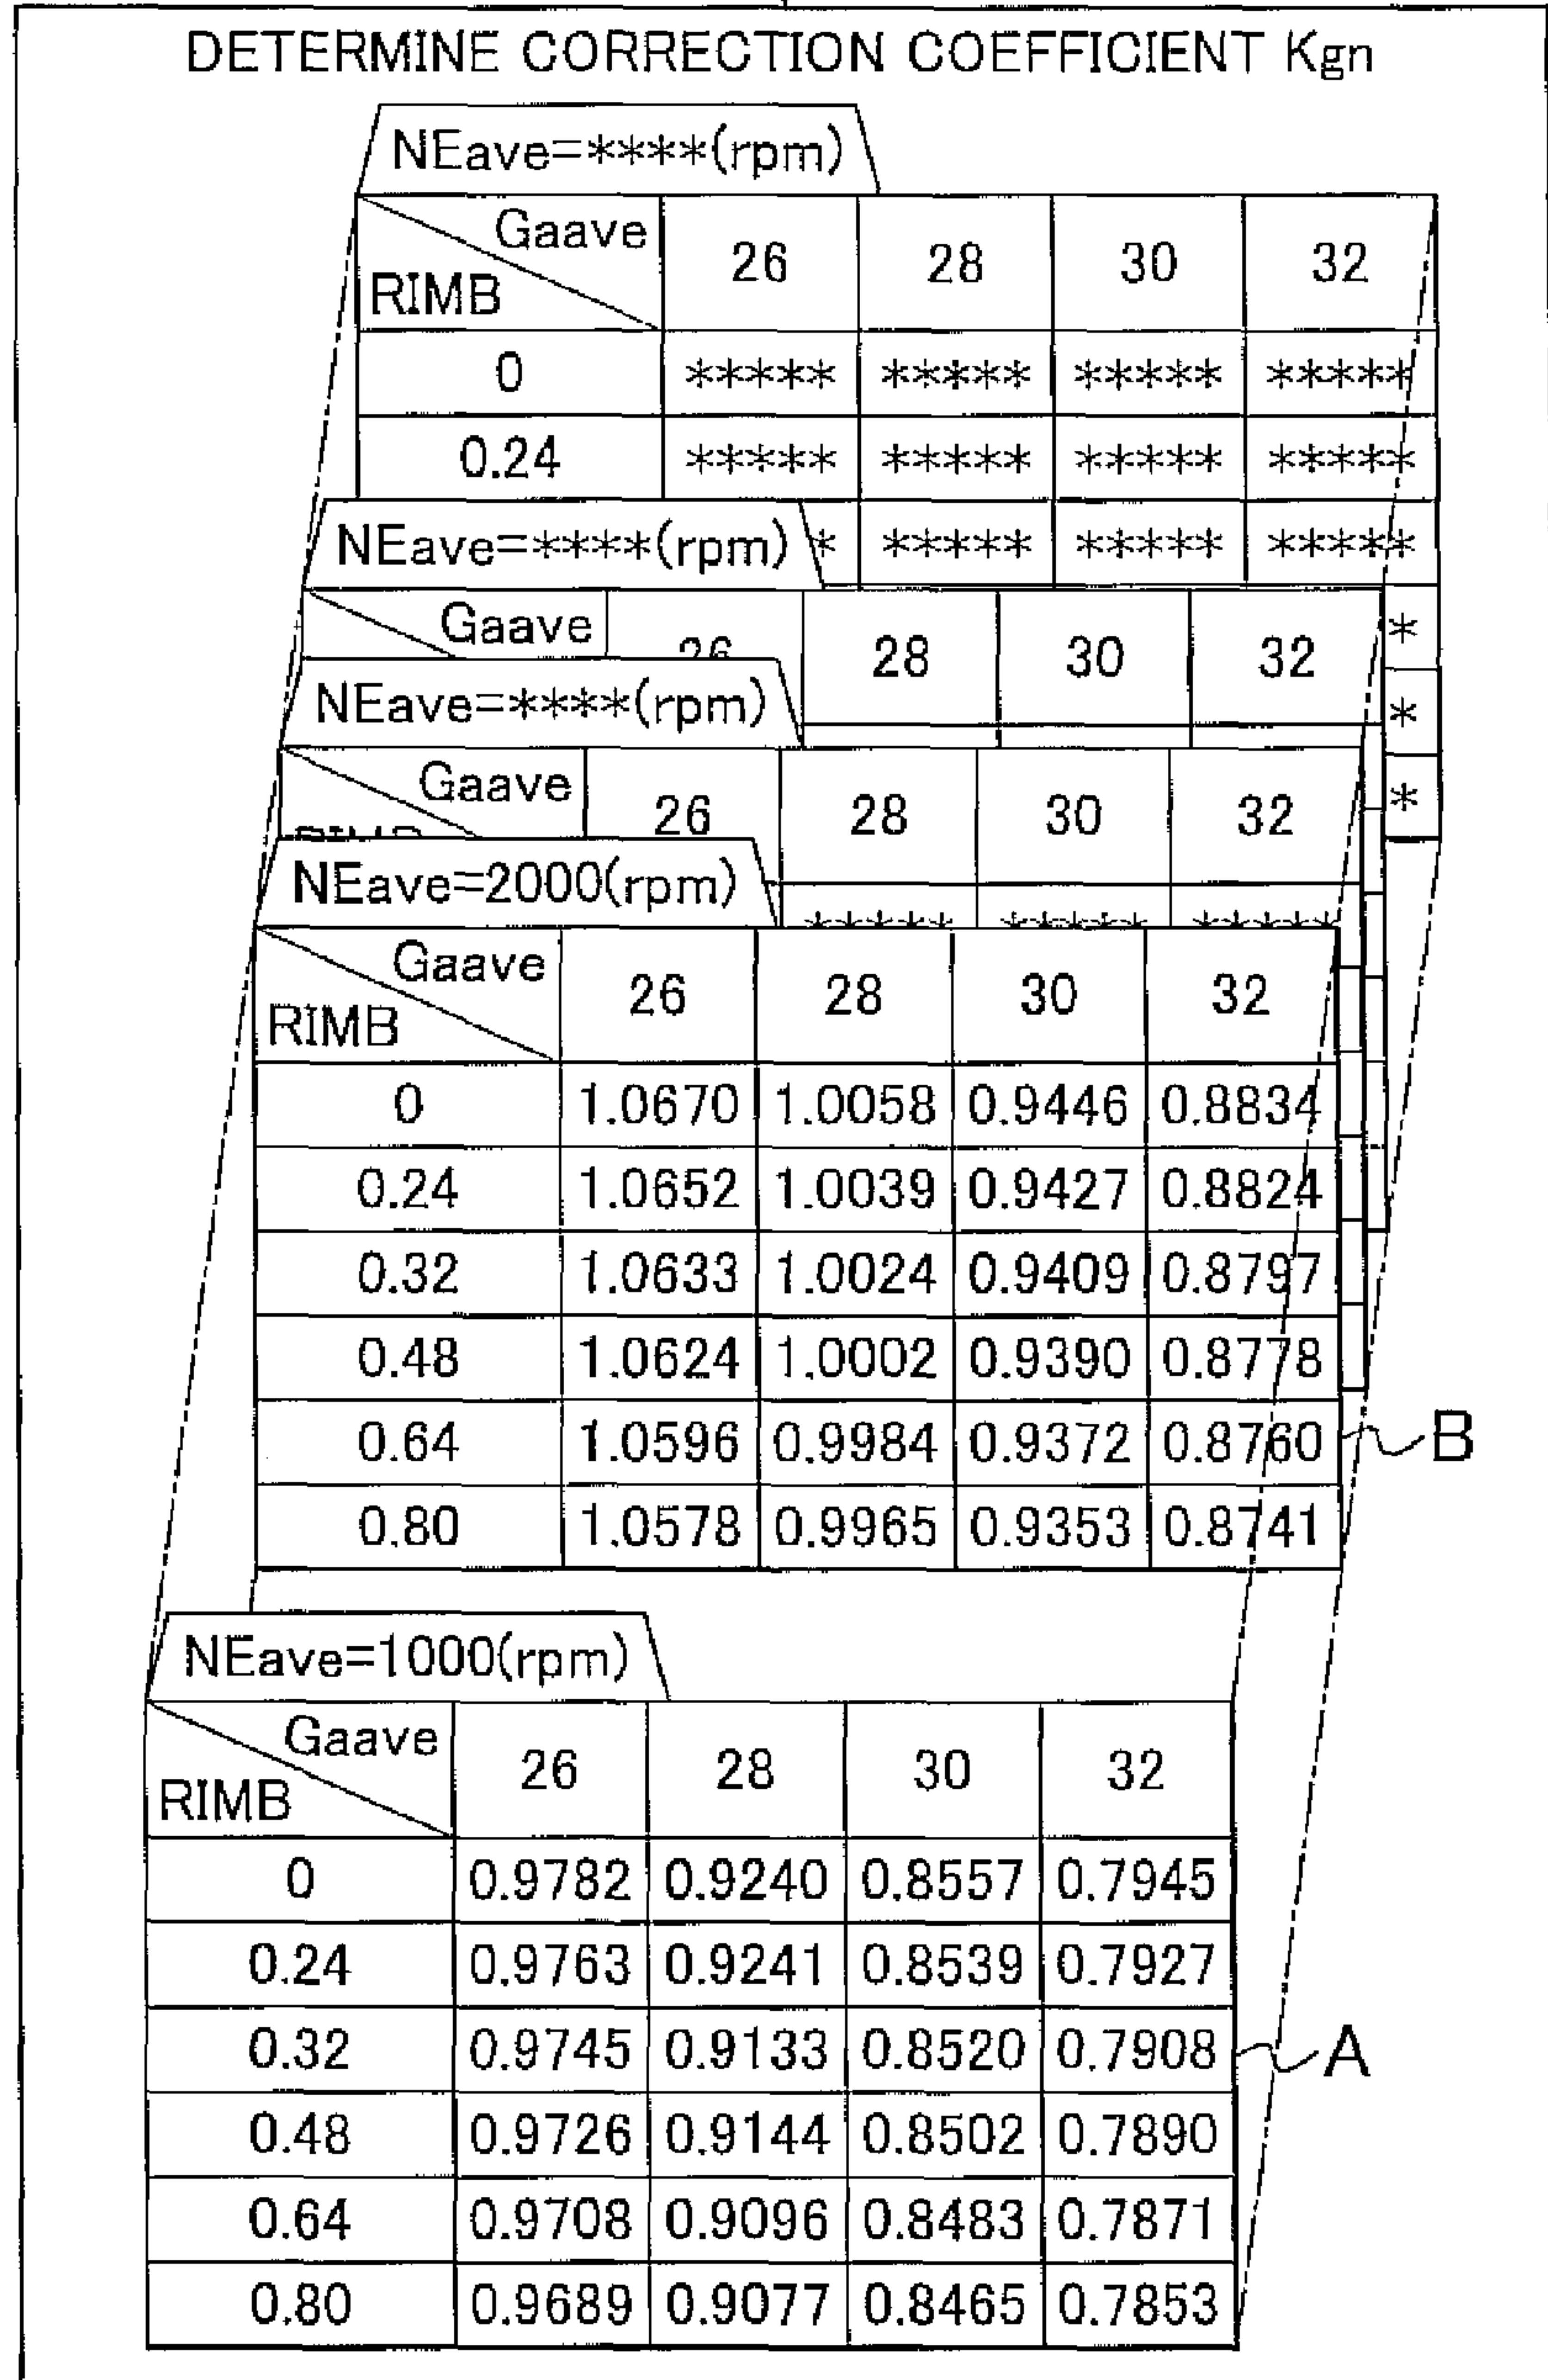 DETERMINE CORRECTION COEFFICIENT Kgn
NEave=****(rpm)
Gaave 26 28 30 32
RIMB
0 ***** ***** ***** *****
0.24 ***** ***** ***** *****
NEave=****(rpm) * ***** ***** *****
Gaave 26 28 30 32 *
NEave=****(rpm) *
Gaave 26 28 30 32 *
RIMB
NEave=2000(rpm) ***** ***** *****
Gaave 26 28 30 32
RIMB
0 1.0670 1.0058 0.9446 0.8834
0.24 1.0652 1.0039 0.9427 0.8824
0.32 1.0633 1.0024 0.9409 0.8797
0.48 1.0624 1.0002 0.9390 0.8778
0.64 1.0596 0.9984 0.9372 0.8760 B
0.80 1.0578 0.9965 0.9353 0.8741
NEave=1000(rpm)
Gaave 26 28 30 32
RIMB
0 0.9782 0.9240 0.8557 0.7945
0.24 0.9763 0.9241 0.8539 0.7927
0.32 0.9745 0.9133 0.8520 0.7908 A
0.48 0.9726 0.9144 0.8502 0.7890
0.64 0.9708 0.9096 0.8483 0.7871
0.80 0.9689 0.9077 0.8465 0.7853